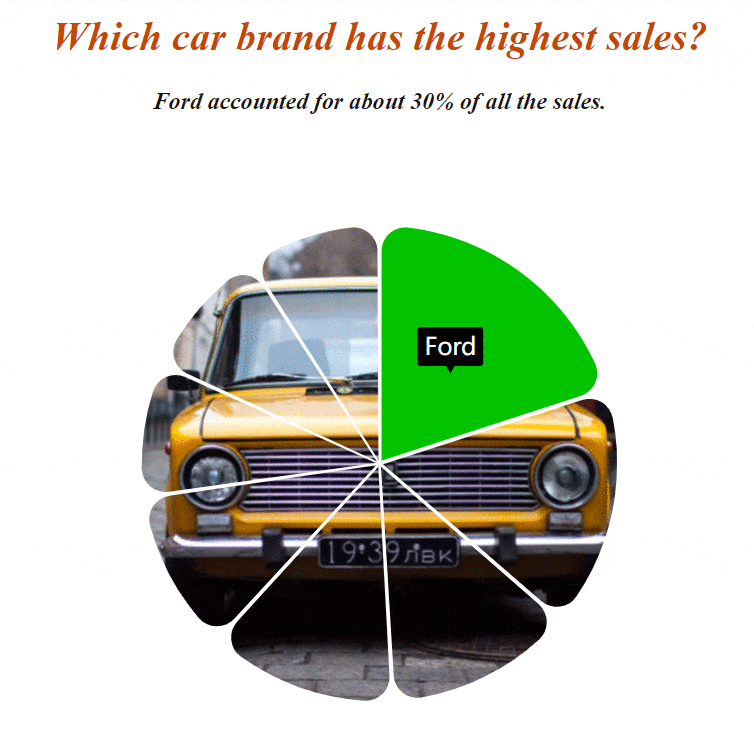 Which car brand has the highest sales?
Ford accounted for about 30% of all the sales.
Ford
19•39 ЛВК